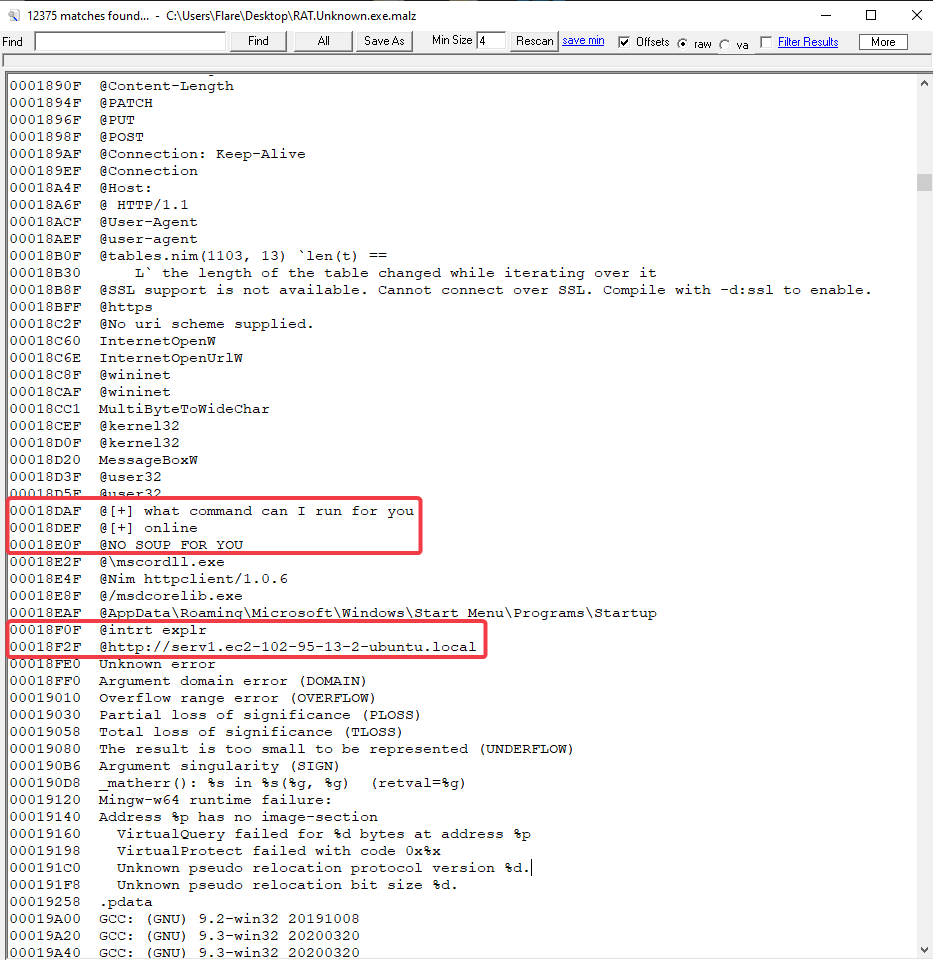 12375 matches found... - C:\Users\Flare\Desktop\RAT.Unknown.exe.malz
Find Find All Save As Min Size 4 Rescan save min Offsets raw va Filter Results More
0001890F @Content-Length
0001894F @PATCH
0001896F @PUT
0001898F @POST
000189AF @Connection: Keep-Alive
000189EF @Connection
00018A4F @Host:
00018A6F @ HTTP/1.1
00018ACF @User-Agent
00018AEF @user-agent
00018B0F @tables.nim(1103, 13) `len(t) ==
00018B30 L` the length of the table changed while iterating over it
00018B8F @SSL support is not available. Cannot connect over SSL. Compile with -d:ssl to enable.
00018BFF @https
00018C2F @No uri scheme supplied.
00018C60 InternetOpenW
00018C6E InternetOpenUrlW
00018C8F @wininet
00018CAF @wininet
00018CC1 MultiByteToWideChar
00018CEF @kernel32
00018D0F @kernel32
00018D20 MessageBoxW
00018D3F @user32
00018D5F @user32
00018DAF @[+] what command can I run for you
00018DEF @[+] online
00018E0F @NO SOUP FOR YOU
00018E2F @\mscordll.exe
00018E4F @Nim httpclient/1.0.6
00018E8F @/msdcorelib.exe
00018EAF @AppData\Roaming\Microsoft\Windows\Start Menu\Programs\Startup
00018F0F @intrt explr
00018F2F @http://serv1.ec2-102-95-13-2-ubuntu.local
00018FE0 Unknown error
00018FF0 Argument domain error (DOMAIN)
00019010 Overflow range error (OVERFLOW)
00019030 Partial loss of significance (PLOSS)
00019058 Total loss of significance (TLOSS)
00019080 The result is too small to be represented (UNDERFLOW)
000190B6 Argument singularity (SIGN)
000190D8 _matherr(): %s in %s(%g, %g) (retval=%g)
00019120 Mingw-w64 runtime failure:
00019140 Address %p has no image-section
00019160 VirtualQuery failed for %d bytes at address %p
00019198 VirtualProtect failed with code 0x%x
000191C0 Unknown pseudo relocation protocol version %d.
000191F8 Unknown pseudo relocation bit size %d.
00019258 .pdata
00019A00 GCC: (GNU) 9.2-win32 20191008
00019A20 GCC: (GNU) 9.3-win32 20200320
00019A40 GCC: (GNU) 9.3-win32 20200320